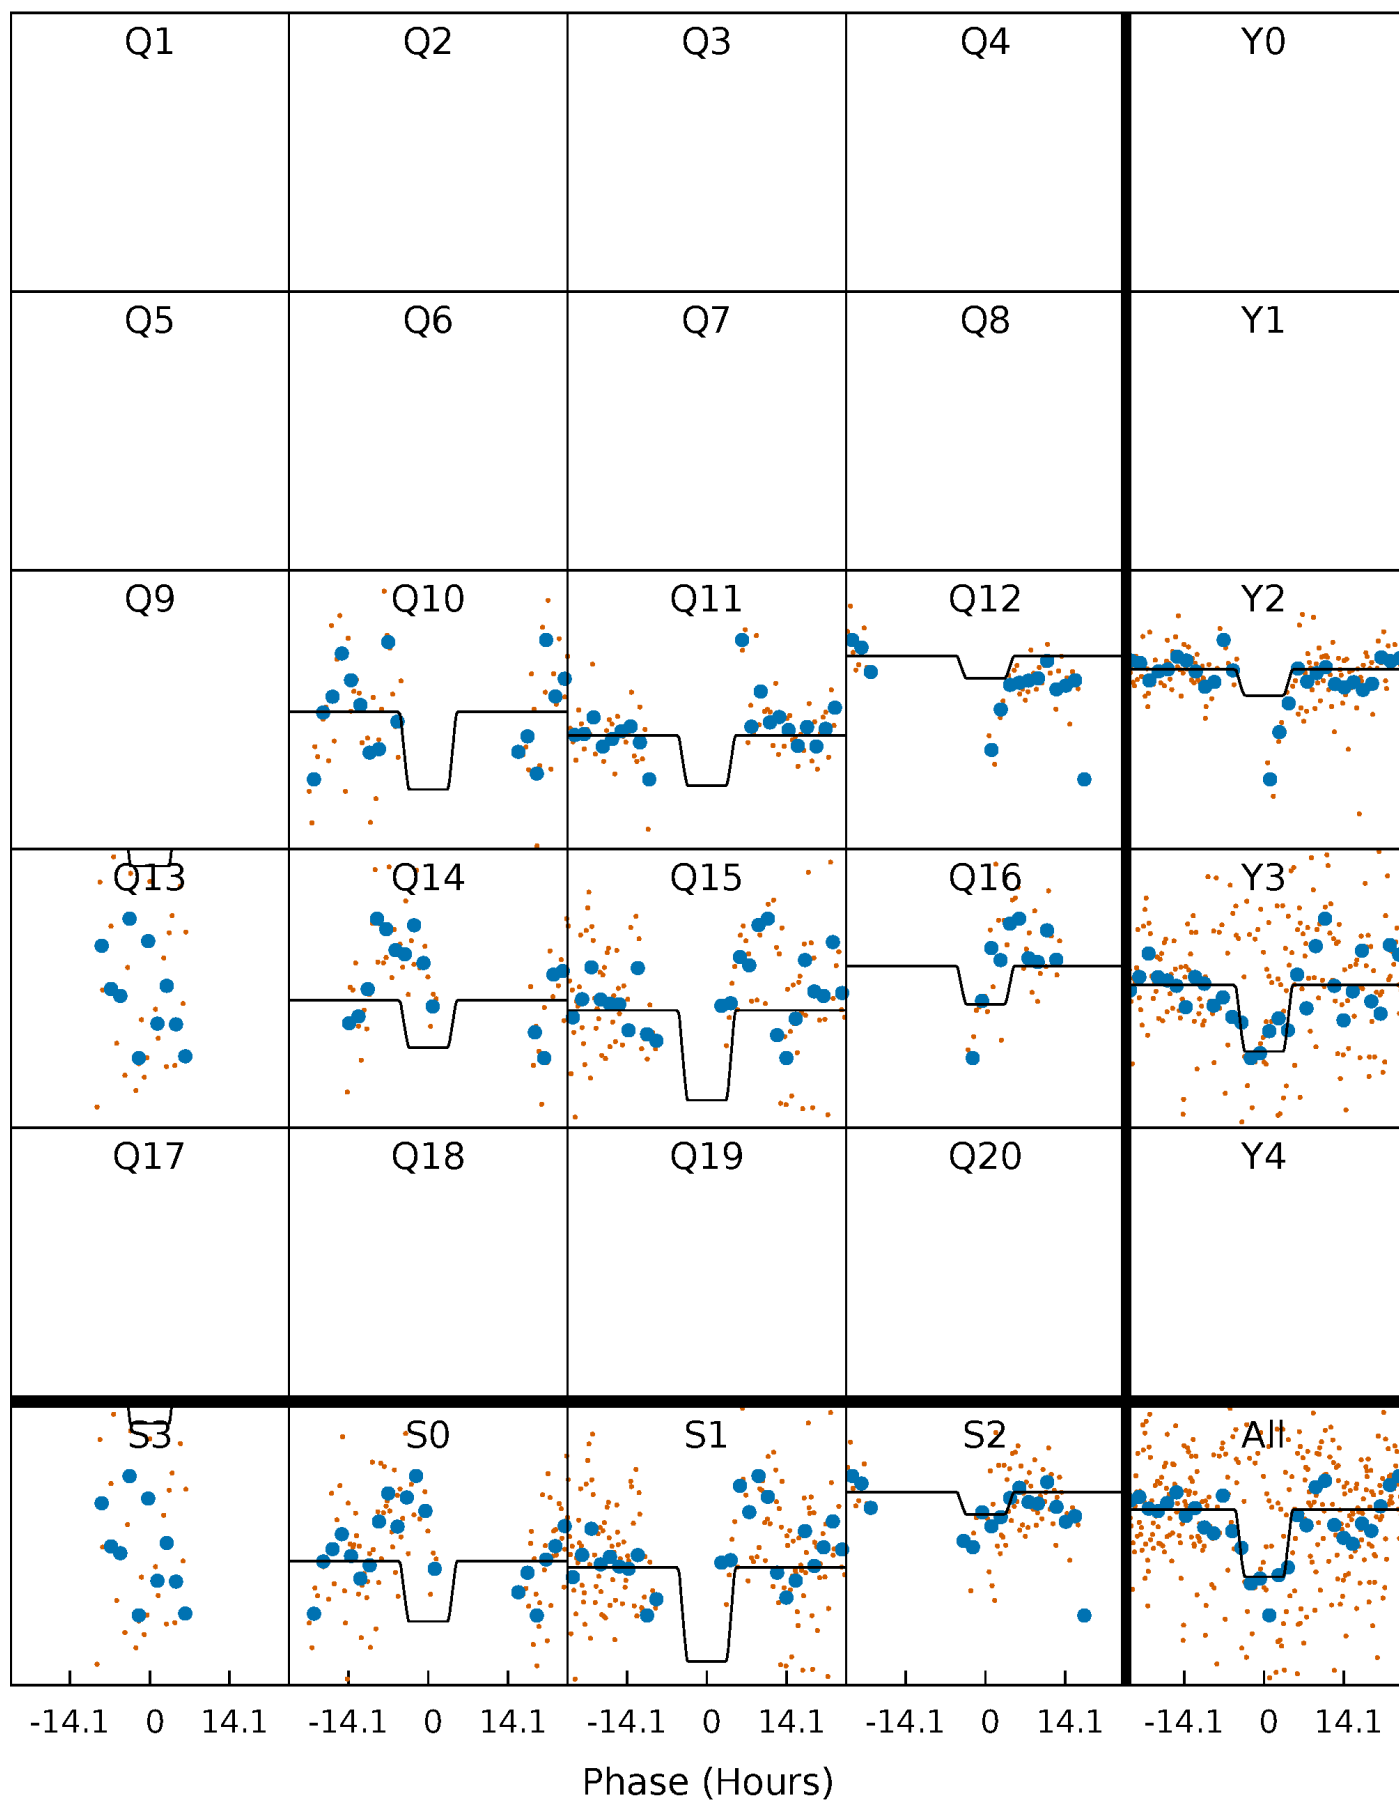 Q1 Q2 Q3 Q4 Y0
Q5 Q6 Q7 Q8 Y1
Q9 Q10 Q11 Q12 Y2
Q13 Q14 Q15 Q16 Y3
Q17 Q18 Q19 Q20 Y4
S3 S0 S1 S2 All
-14.1 0 14.1 -14.1 0 14.1 -14.1 0 14.1 -14.1 0 14.1 -14.1 0 14.1
Phase (Hours)